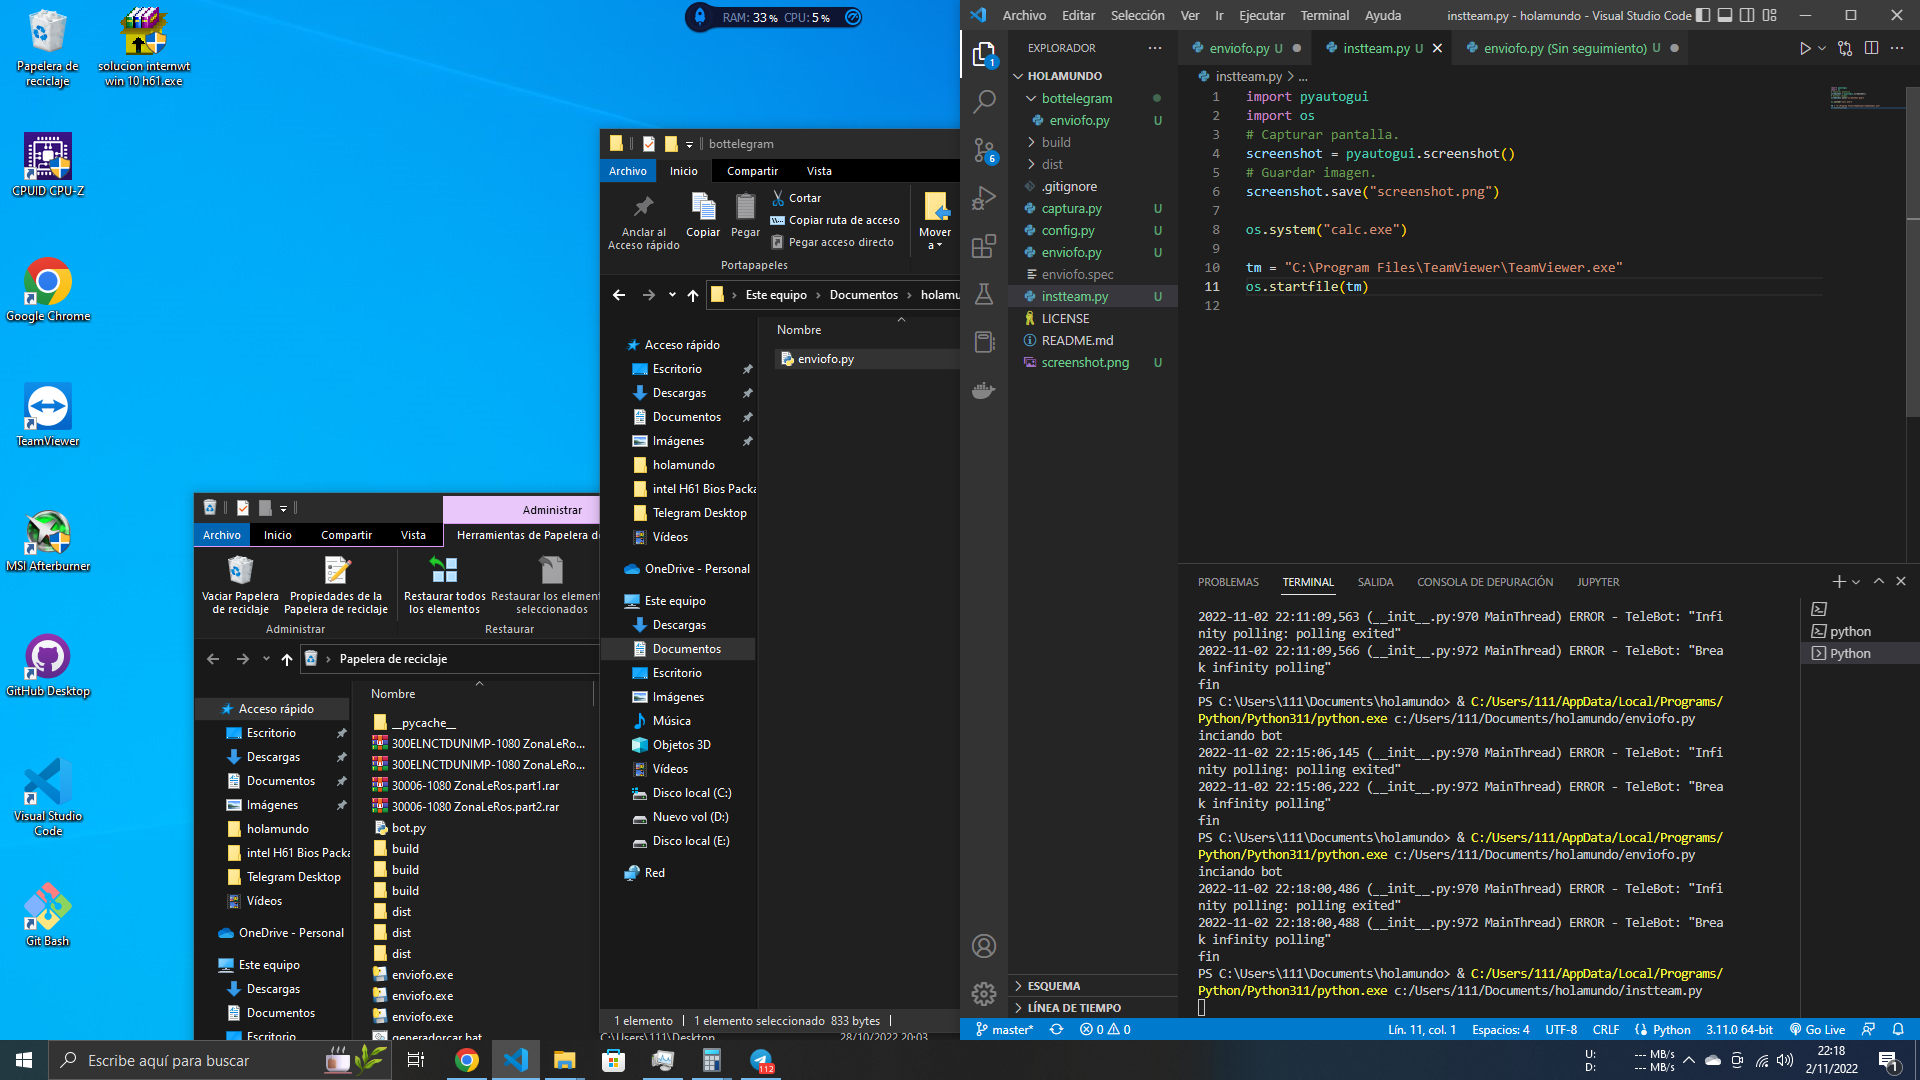 Papelera de
reciclaje
solucion internwt
win 10 h61.exe
CPUID CPU-Z
Google Chrome
TeamViewer
MSI Afterburner
GitHub Desktop
Visual Studio
Code
Git Bash
RAM: 33% CPU: 5%
Administrar
Archivo Inicio Compartir Vista Herramientas de Papelera d
Vaciar Papelera
de reciclaje
Propiedades de la
Papelera de reciclaje
Restaurar todos
los elementos
Restaurar los element
seleccionados
Administrar
Restaurar
Papelera de reciclaje
Acceso rápido
Escritorio
Descargas
Documentos
Imágenes
holamundo
intel H61 Bios Packa
Telegram Desktop
Vídeos
OneDrive - Personal
Este equipo
Descargas
Documentos
Escritorio
Nombre
__pycache__
300ELNCTDUNIMP-1080 ZonaLeRo...
300ELNCTDUNIMP-1080 ZonaLeRo...
30006-1080 ZonaLeRos.part1.rar
30006-1080 ZonaLeRos.part2.rar
bot.py
build
build
build
dist
dist
dist
enviofo.exe
enviofo.exe
enviofo.exe
generadorcar.bat
C:\Users\111\Desktop 28/10/2022 20:03
bottelegram
Archivo Inicio Compartir Vista
Anclar al
Acceso rápido
Copiar
Pegar
Cortar
Copiar ruta de acceso
Pegar acceso directo
Mover
a
Portapapeles
Este equipo Documentos holamu
Acceso rápido
Escritorio
Descargas
Documentos
Imágenes
holamundo
intel H61 Bios Packa
Telegram Desktop
Vídeos
OneDrive - Personal
Este equipo
Descargas
Documentos
Escritorio
Imágenes
Música
Objetos 3D
Vídeos
Disco local (C:)
Nuevo vol (D:)
Disco local (E:)
Red
Nombre
enviofo.py
1 elemento 1 elemento seleccionado 833 bytes
Archivo Editar Selección Ver Ir Ejecutar Terminal Ayuda
instteam.py - holamundo - Visual Studio Code
1
6
EXPLORADOR
HOLAMUNDO
bottelegram
enviofo.py U
build
dist
.gitignore
captura.py U
config.py U
enviofo.py U
enviofo.spec
instteam.py U
LICENSE
README.md
screenshot.png U
ESQUEMA
LÍNEA DE TIEMPO
enviofo.py U
instteam.py U
enviofo.py (Sin seguimiento) U
instteam.py > ...
1 import pyautogui
2 import os
3 # Capturar pantalla.
4 screenshot = pyautogui.screenshot()
5 # Guardar imagen.
6 screenshot.save("screenshot.png")
7
8 os.system("calc.exe")
9
10 tm = "C:\Program Files\TeamViewer\TeamViewer.exe"
11 os.startfile(tm)
12
PROBLEMAS TERMINAL SALIDA CONSOLA DE DEPURACIÓN JUPYTER
2022-11-02 22:11:09,563 (__init__.py:970 MainThread) ERROR - TeleBot: "Infi
nity polling: polling exited"
2022-11-02 22:11:09,566 (__init__.py:972 MainThread) ERROR - TeleBot: "Brea
k infinity polling"
fin
PS C:\Users\111\Documents\holamundo> & C:/Users/111/AppData/Local/Programs/
Python/Python311/python.exe c:/Users/111/Documents/holamundo/enviofo.py
inciando bot
2022-11-02 22:15:06,145 (__init__.py:970 MainThread) ERROR - TeleBot: "Infi
nity polling: polling exited"
2022-11-02 22:15:06,222 (__init__.py:972 MainThread) ERROR - TeleBot: "Brea
k infinity polling"
fin
PS C:\Users\111\Documents\holamundo> & C:/Users/111/AppData/Local/Programs/
Python/Python311/python.exe c:/Users/111/Documents/holamundo/enviofo.py
inciando bot
2022-11-02 22:18:00,486 (__init__.py:970 MainThread) ERROR - TeleBot: "Infi
nity polling: polling exited"
2022-11-02 22:18:00,488 (__init__.py:972 MainThread) ERROR - TeleBot: "Brea
k infinity polling"
fin
PS C:\Users\111\Documents\holamundo> & C:/Users/111/AppData/Local/Programs/
Python/Python311/python.exe c:/Users/111/Documents/holamundo/instteam.py
python
Python
master* 0 0 Lín. 11, col. 1 Espacios: 4 UTF-8 CRLF Python 3.11.0 64-bit Go Live
Escribe aquí para buscar
112
U: --- MB/s
D: --- MB/s
22:18
2/11/2022
1